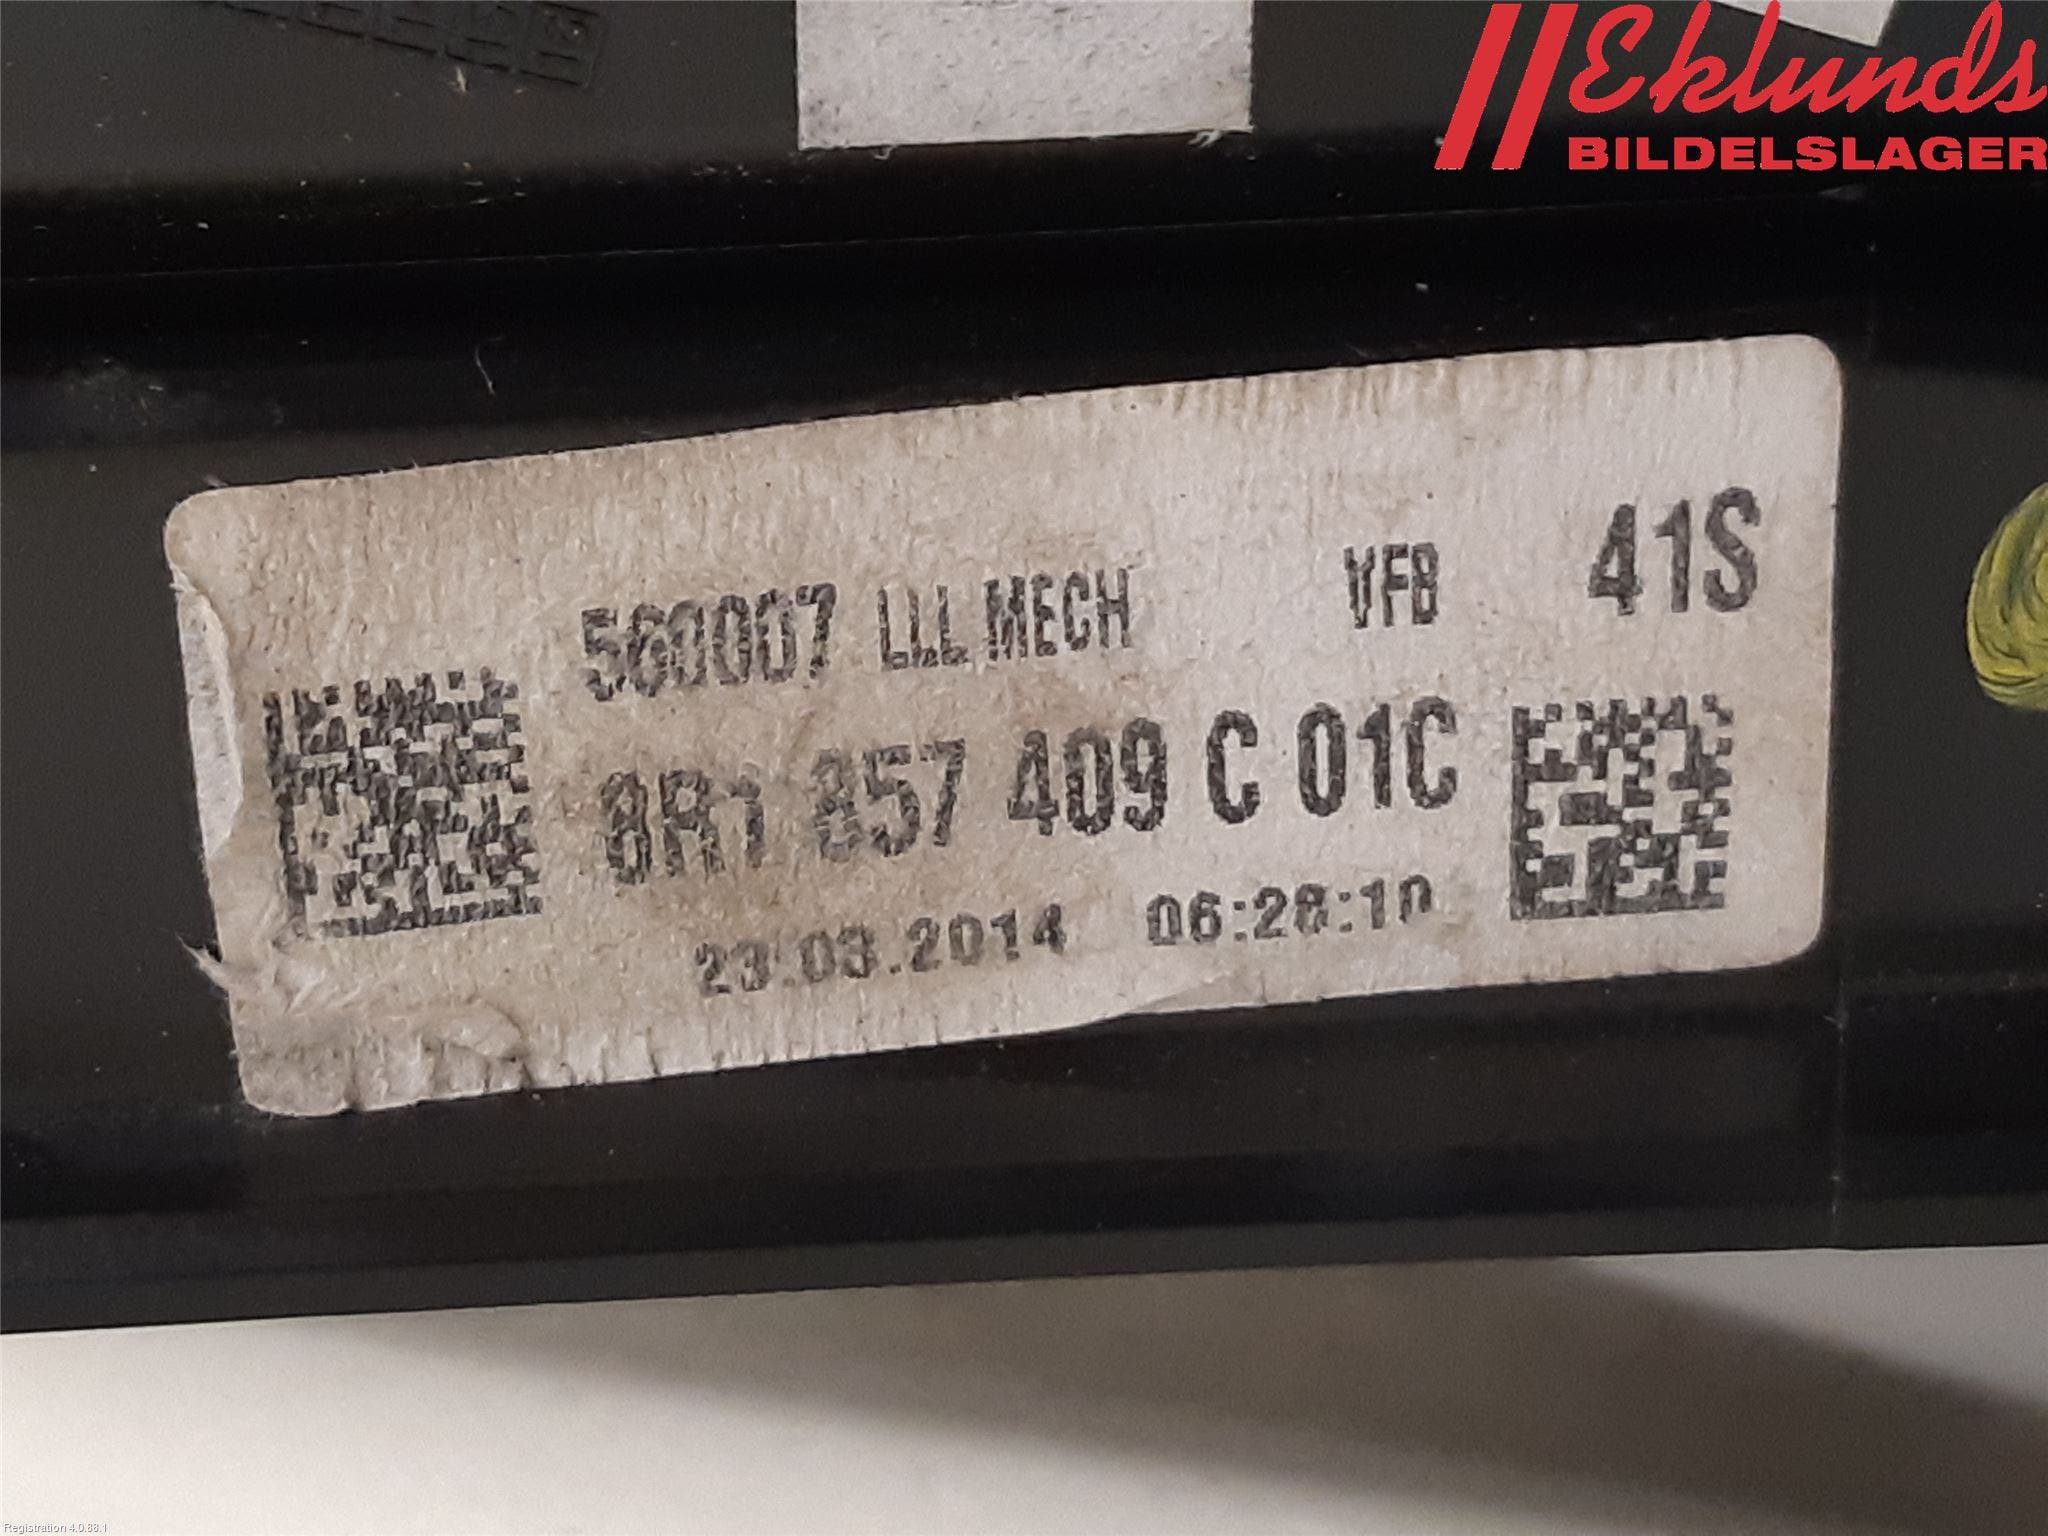 Eklunds
BILDELSLAGER
560007 LLL MECH VFB 41S
8R1 857 409 C 01C
23.03.2014 06:28:10
Registration 4.0.88.1